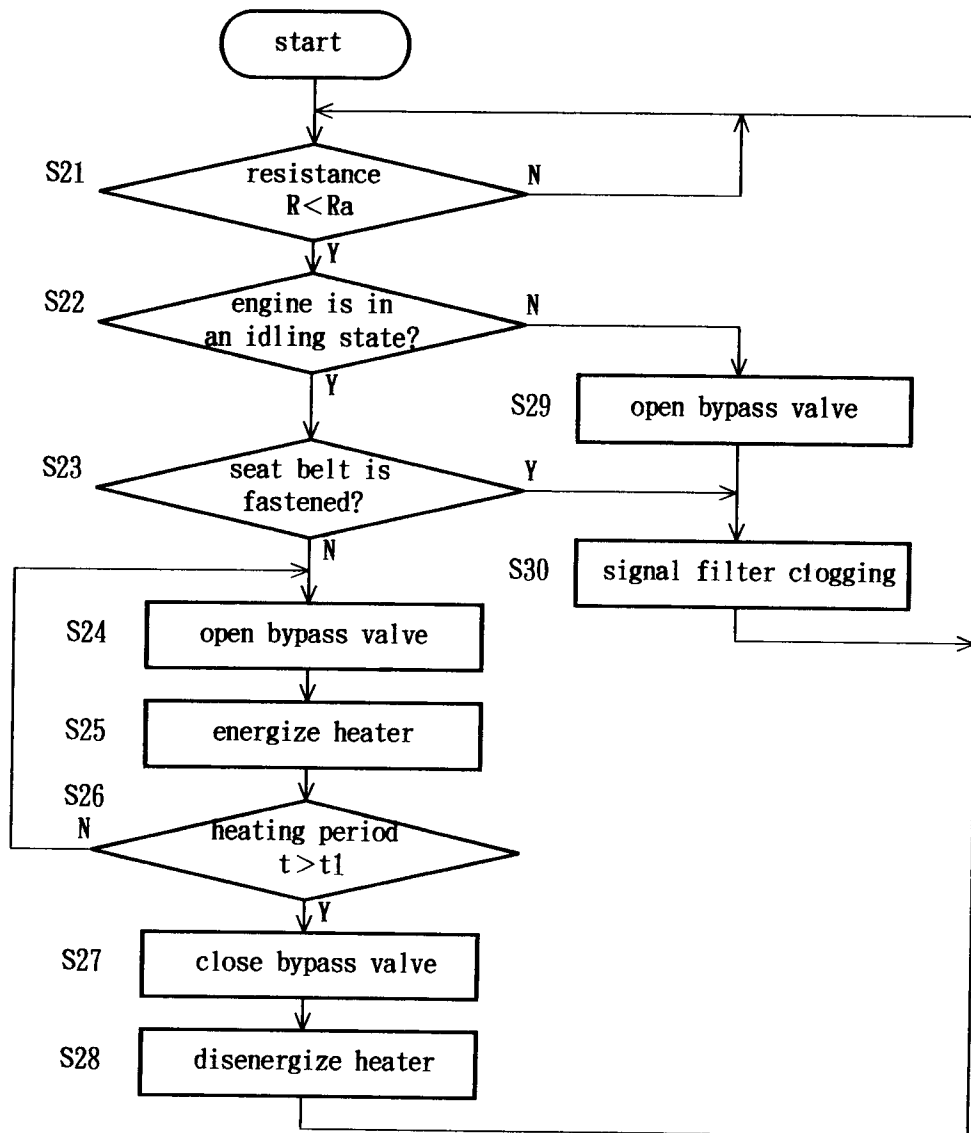 start
S21
resistance
R<Ra
N
Y
S22
engine is in
an idling state?
N
Y
S29
open bypass valve
S23
seat belt is
fastened?
Y
N
S30
signal filter clogging
S24
open bypass valve
S25
energize heater
S26
N
heating period
t>t1
Y
S27
close bypass valve
S28
disenergize heater